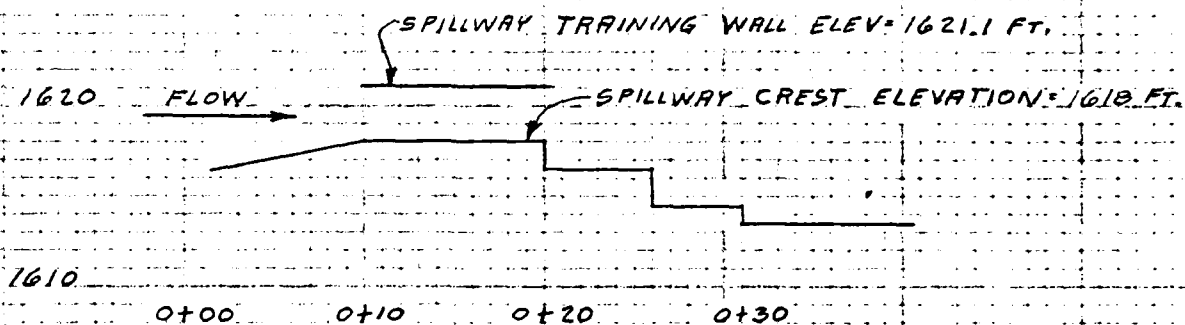 SPILLWAY TRAINING WALL ELEV= 1621.1 FT.
1620 FLOW
SPILLWAY CREST ELEVATION= 1618 FT.
1610
0+00 0+10 0+20 0+30